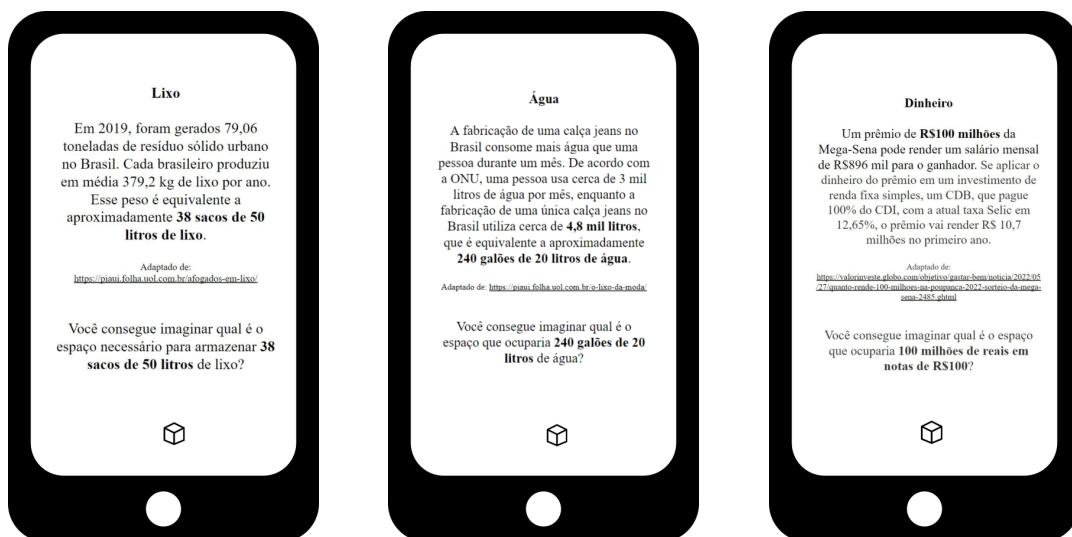 Lixo
Em 2019, foram gerados 79,06
toneladas de resíduo sólido urbano
no Brasil. Cada brasileiro produziu
em média 379,2 kg de lixo por ano.
Esse peso é equivalente a
aproximadamente 38 sacos de 50
litros de lixo.
Adaptado de:
https://piaui.folha.uol.com.br/afogados-em-lixo/
Você consegue imaginar qual é o
espaço necessário para armazenar 38
sacos de 50 litros de lixo?
Água
A fabricação de uma calça jeans no
Brasil consome mais água que uma
pessoa durante um mês. De acordo com
a ONU, uma pessoa usa cerca de 3 mil
litros de água por mês, enquanto a
fabricação de uma única calça jeans no
Brasil utiliza cerca de 4,8 mil litros,
que é equivalente a aproximadamente
240 galões de 20 litros de água.
Adaptado de: https://piaui.folha.uol.com.br/o-lixo-da-moda/
Você consegue imaginar qual é o
espaço que ocuparia 240 galões de 20
litros de água?
Dinheiro
Um prêmio de R$100 milhões da
Mega-Sena pode render um salário mensal
de R$896 mil para o ganhador. Se aplicar o
dinheiro do prêmio em um investimento de
renda fixa simples, um CDB, que pague
100% do CDI, com a atual taxa Selic em
12,65%, o prêmio vai render R$ 10,7
milhões no primeiro ano.
Adaptado de:
https://valorinveste.globo.com/objetivo/gastar-bem/noticia/2022/05
/27/quanto-rende-100-milhoes-na-poupanca-2022-sorteio-da-mega-
sena-2485.ghtml
Você consegue imaginar qual é o espaço
que ocuparia 100 milhões de reais em
notas de R$100?